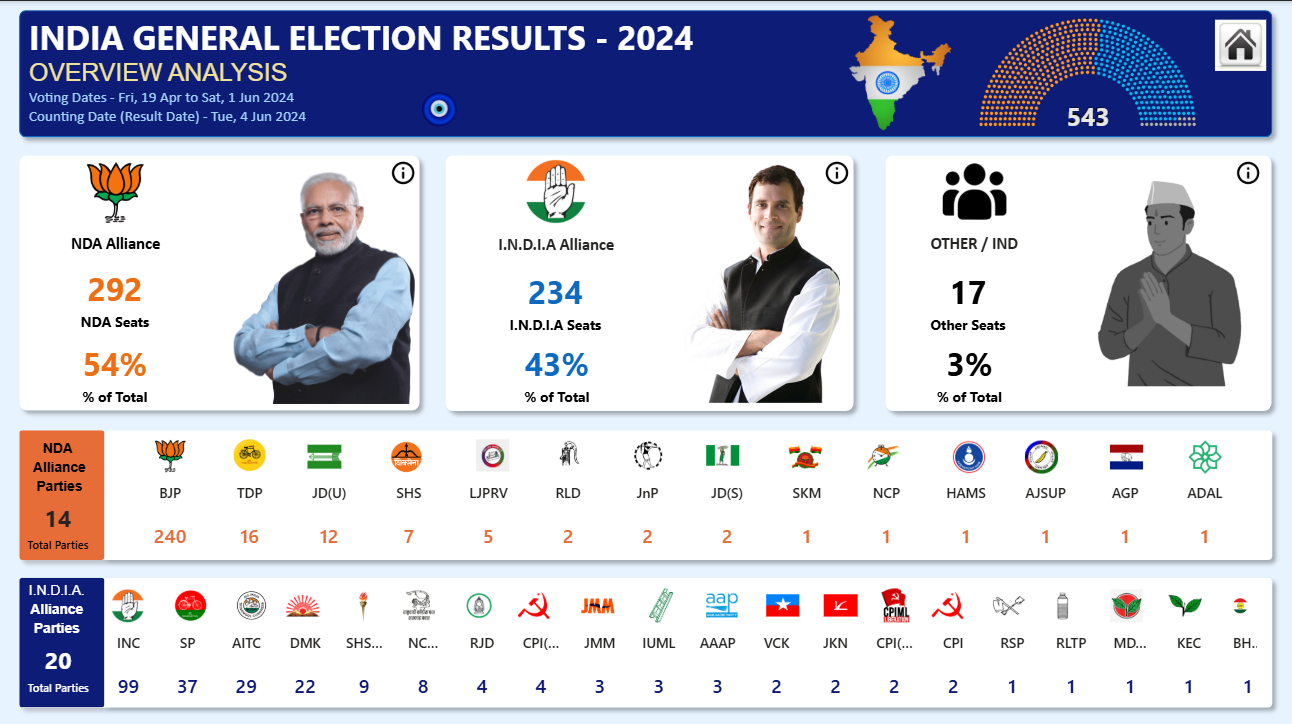 INDIA GENERAL ELECTION RESULTS - 2024
OVERVIEW ANALYSIS
Voting Dates - Fri, 19 Apr to Sat, 1 Jun 2024
Counting Date (Result Date) - Tue, 4 Jun 2024
543
NDA Alliance
292
NDA Seats
54%
% of Total
I.N.D.I.A Alliance
234
I.N.D.I.A Seats
43%
% of Total
OTHER / IND
17
Other Seats
3%
% of Total
NDA
Alliance
Parties
14
Total Parties
BJP TDP JD(U) SHS LJPRV RLD JnP JD(S) SKM NCP HAMS AJSUP AGP ADAL
240 16 12 7 5 2 2 2 1 1 1 1 1 1
I.N.D.I.A.
Alliance
Parties
20
Total Parties
JMM aap CPIML
INC SP AITC DMK SHS... NC... RJD CPI(... JMM IUML AAAP VCK JKN CPI(... CPI RSP RLTP MD... KEC BH..
99 37 29 22 9 8 4 4 3 3 3 2 2 2 2 1 1 1 1 1